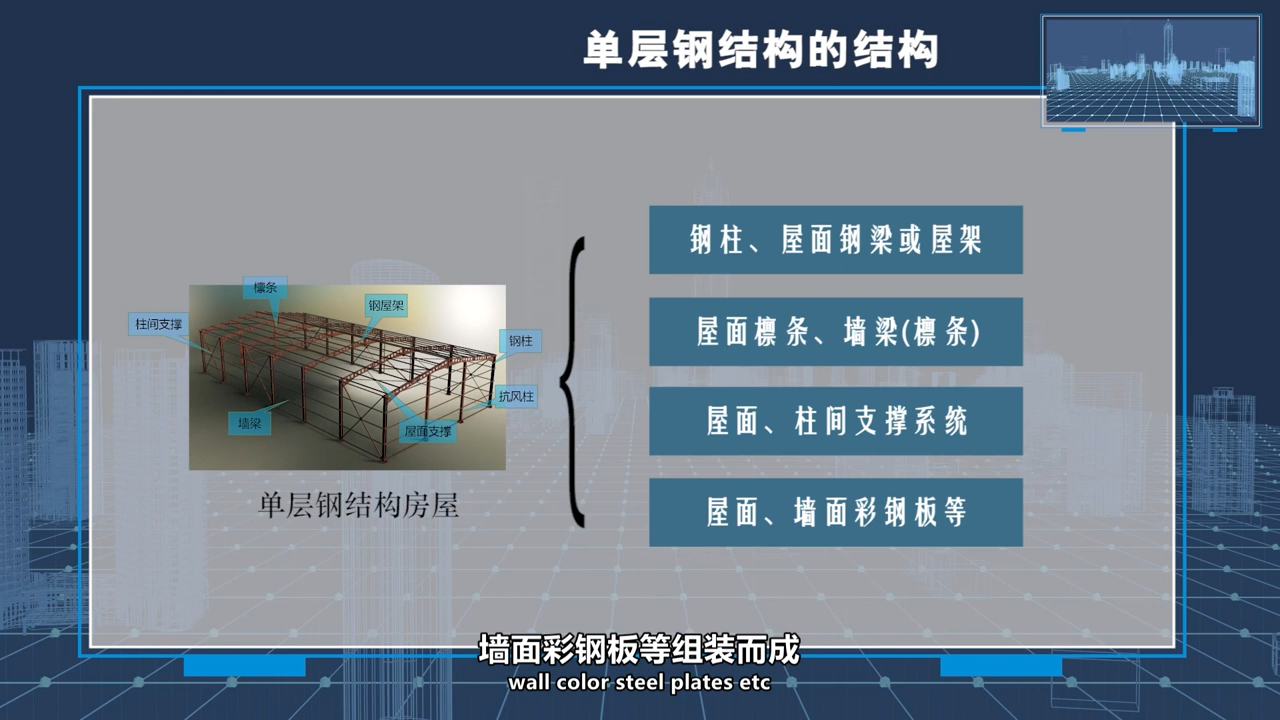 单层钢结构的结构
钢柱、屋面钢梁或屋架
屋面檩条、墙梁(檩条)
屋面、柱间支撑系统
屋面、墙面彩钢板等
檩条
钢屋架
柱间支撑
钢柱
抗风柱
墙梁
屋面支撑
单层钢结构房屋
墙面彩钢板等组装而成
wall color steel plates etc